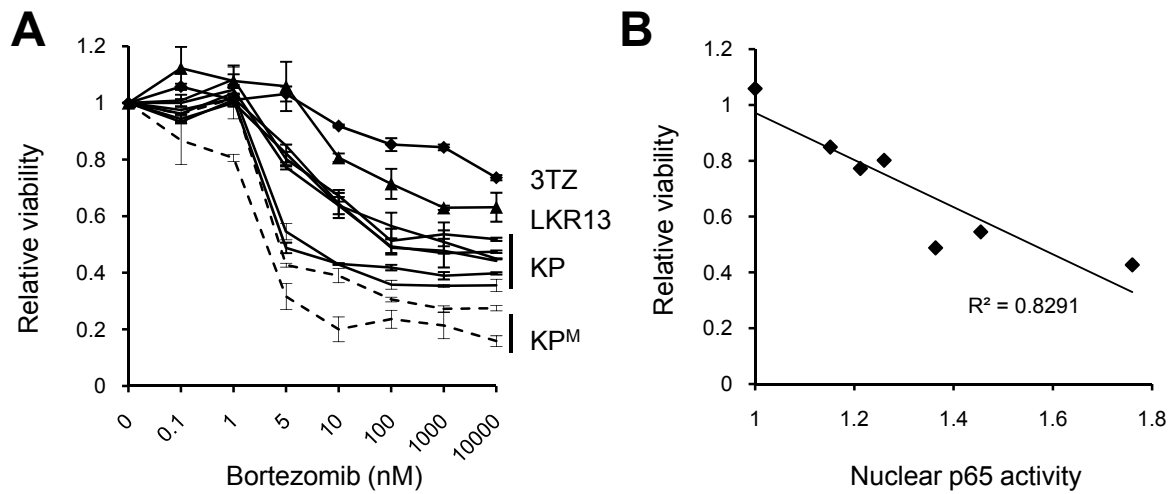 A
Relative viability
1.2
1
0.8
0.6
0.4
0.2
0
0
0.1
1
5
10
100
1000
10000
Bortezomib (nM)
3TZ
LKR13
KP
KPᴹ
B
Relative viability
1.2
1
0.8
0.6
0.4
0.2
0
1
1.2
1.4
1.6
1.8
R² = 0.8291
Nuclear p65 activity